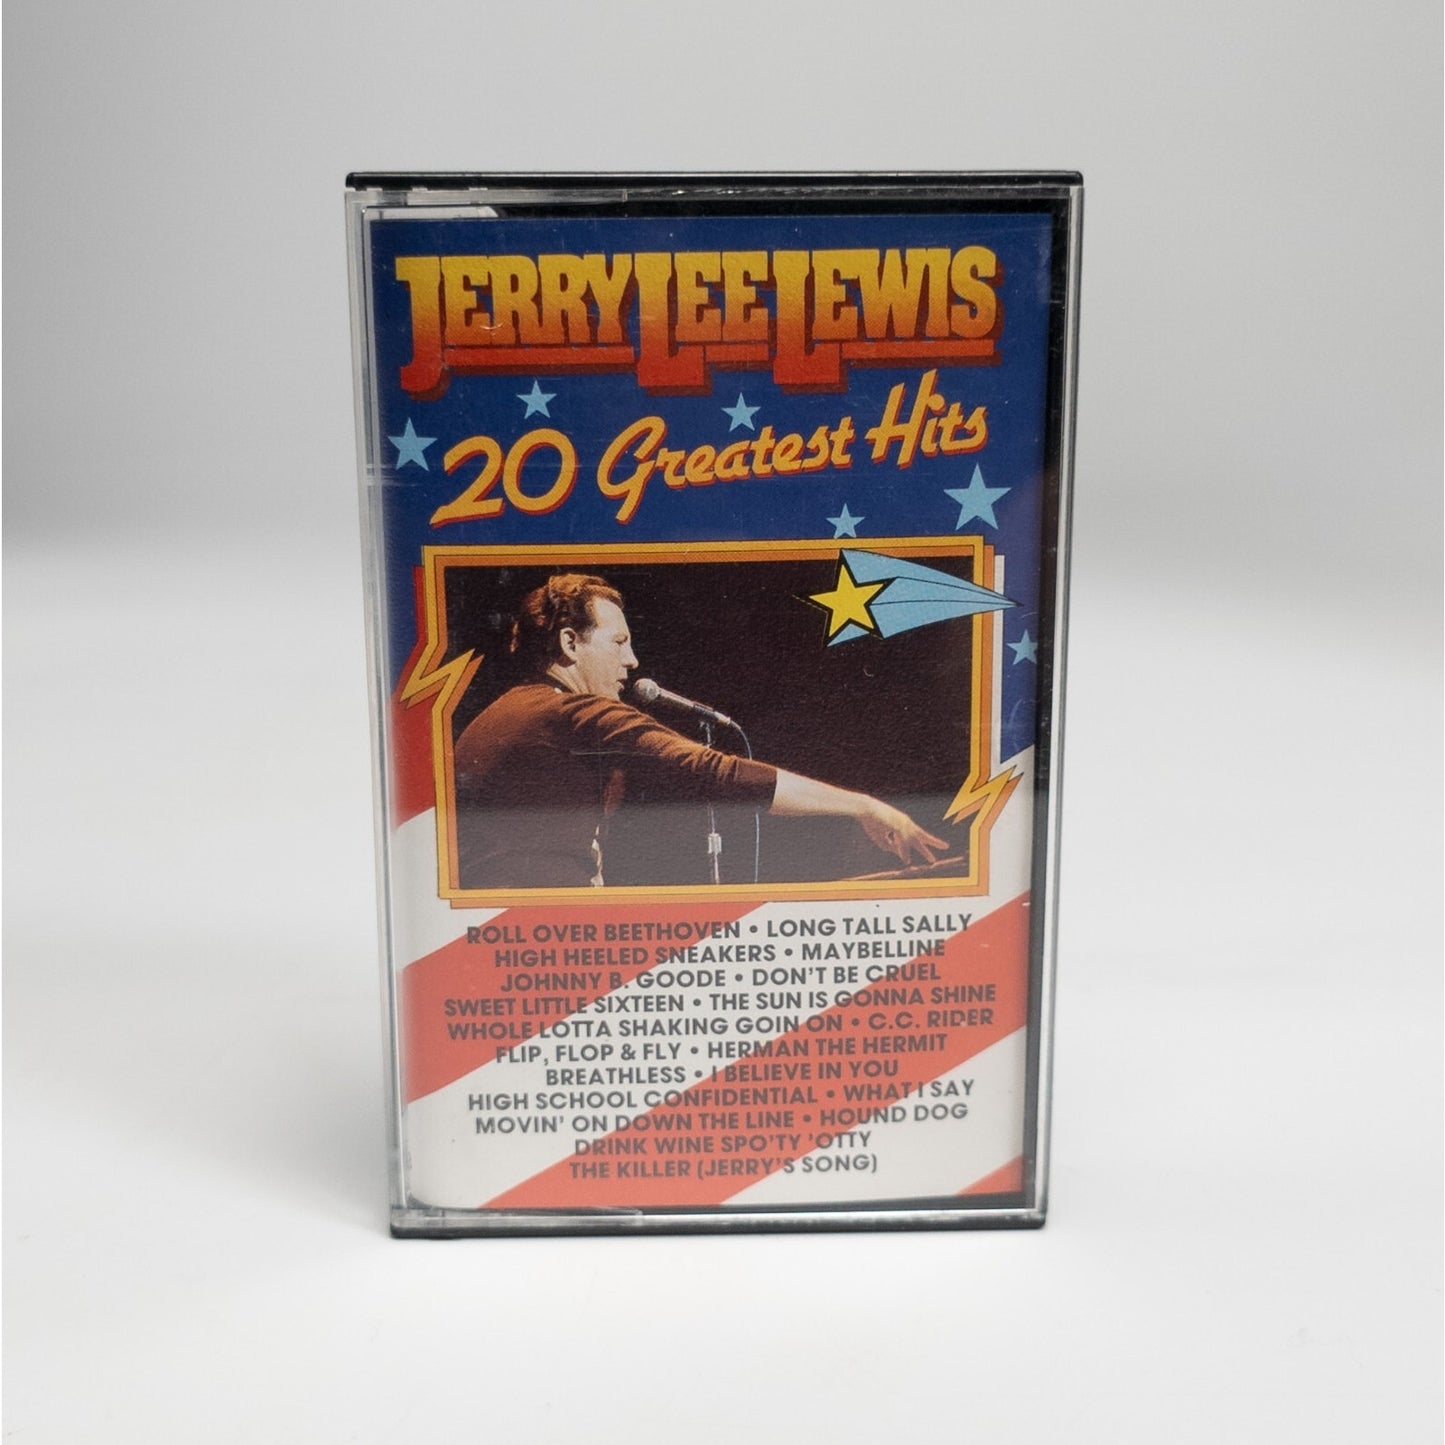 JERRY LEE LEWIS
20 Greatest Hits
ROLL OVER BEETHOVEN • LONG TALL SALLY
HIGH HEELED SNEAKERS • MAYBELLINE
JOHNNY B. GOODE • DON'T BE CRUEL
SWEET LITTLE SIXTEEN • THE SUN IS GONNA SHINE
WHOLE LOTTA SHAKING GOIN ON • C.C. RIDER
FLIP, FLOP & FLY • HERMAN THE HERMIT
BREATHLESS • I BELIEVE IN YOU
HIGH SCHOOL CONFIDENTIAL • WHAT I SAY
MOVIN' ON DOWN THE LINE • HOUND DOG
DRINK WINE SPO'TY 'OTTY
THE KILLER (JERRY'S SONG)